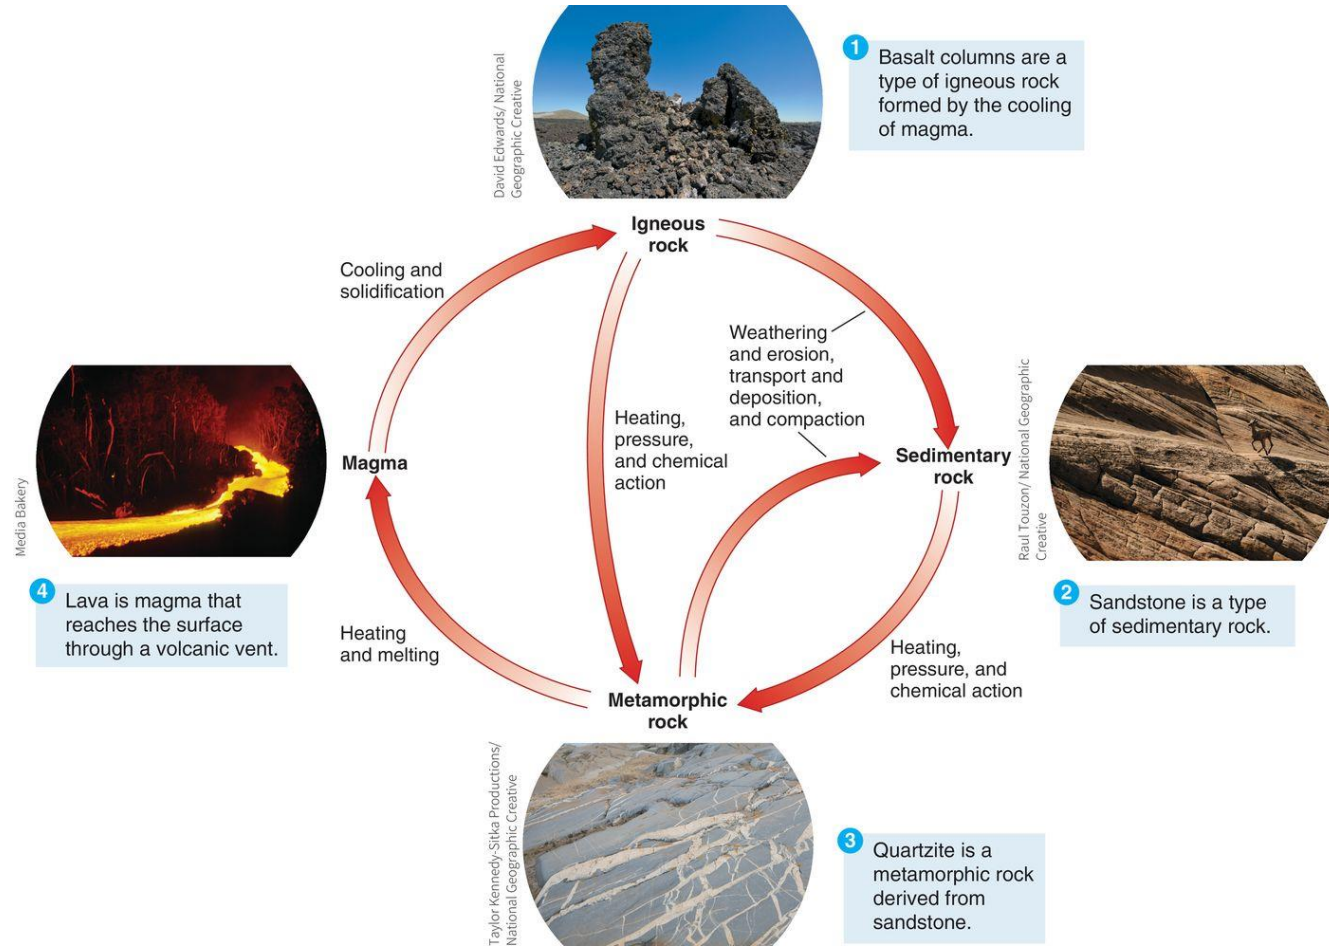 David Edwards/ National
Geographic Creative
1
Basalt columns are a
type of igneous rock
formed by the cooling
of magma.
Igneous
rock
Cooling and
solidification
Weathering
and erosion,
transport and
deposition,
and compaction
Heating,
pressure,
and chemical
action
Media Bakery
Magma
Sedimentary
rock
Raul Touzon/ National Geographic
Creative
4
Lava is magma that
reaches the surface
through a volcanic vent.
2
Sandstone is a type
of sedimentary rock.
Heating
and melting
Heating,
pressure, and
chemical action
Metamorphic
rock
Taylor Kennedy-Sitka Productions/
National Geographic Creative
3
Quartzite is a
metamorphic rock
derived from
sandstone.